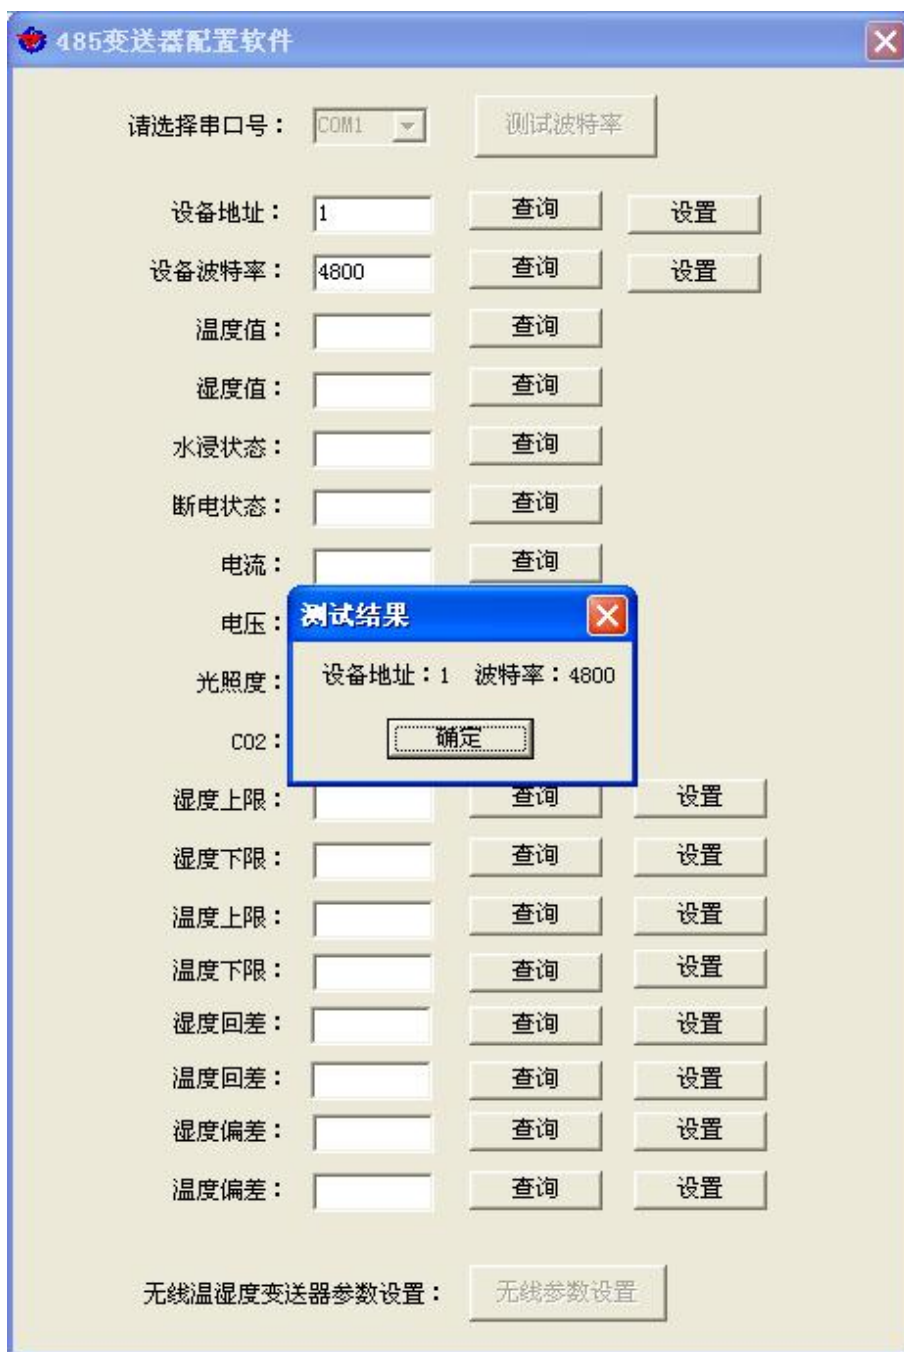 485变送器配置软件
请选择串口号： COM1 测试波特率
设备地址： 1 查询 设置
设备波特率： 4800 查询 设置
温度值： 查询
湿度值： 查询
水浸状态： 查询
断电状态： 查询
电流： 查询
电压：
测试结果
光照度：
设备地址：1 波特率：4800
CO2：
确定
湿度上限： 查询 设置
湿度下限： 查询 设置
温度上限： 查询 设置
温度下限： 查询 设置
湿度回差： 查询 设置
温度回差： 查询 设置
湿度偏差： 查询 设置
温度偏差： 查询 设置
无线温湿度变送器参数设置： 无线参数设置